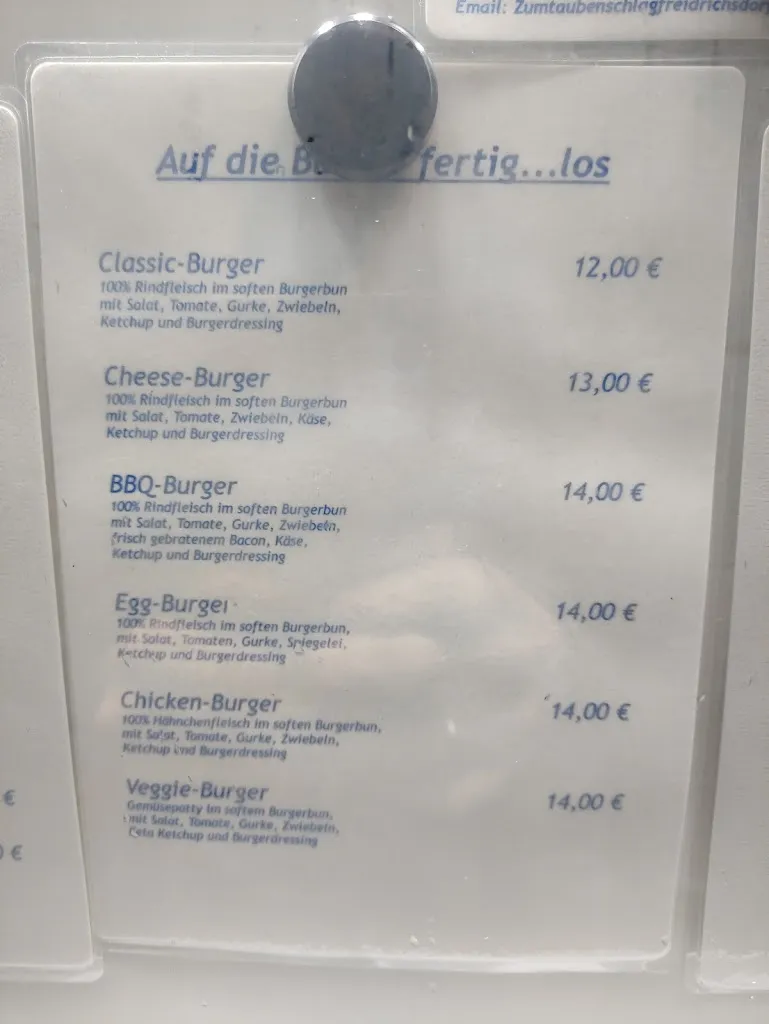 Email: Zumtaubenschlagfreidrichsdor
Auf die B fertig...los
Classic-Burger 12,00 €
100% Rindfleisch im soften Burgerbun
mit Salat, Tomate, Gurke, Zwiebeln,
Ketchup und Burgerdressing
Cheese-Burger 13,00 €
100% Rindfleisch im soften Burgerbun
mit Salat, Tomate, Zwiebeln, Käse,
Ketchup und Burgerdressing
BBQ-Burger 14,00 €
100% Rindfleisch im soften Burgerbun
mit Salat, Tomate, Gurke, Zwiebeln,
frisch gebratenem Bacon, Käse,
Ketchup und Burgerdressing
Egg-Burger 14,00 €
100% Rindfleisch im soften Burgerbun,
mit Salat, Tomaten, Gurke, Spiegelei,
Ketchup und Burgerdressing
Chicken-Burger 14,00 €
100% Hähnchenfleisch im soften Burgerbun,
mit Salat, Tomate, Gurke, Zwiebeln,
Ketchup und Burgerdressing
Veggie-Burger 14,00 €
Gemüsepatty im softem Burgerbun,
mit Salat, Tomate, Gurke, Zwiebeln,
Ketchup und Burgerdressing
€
€